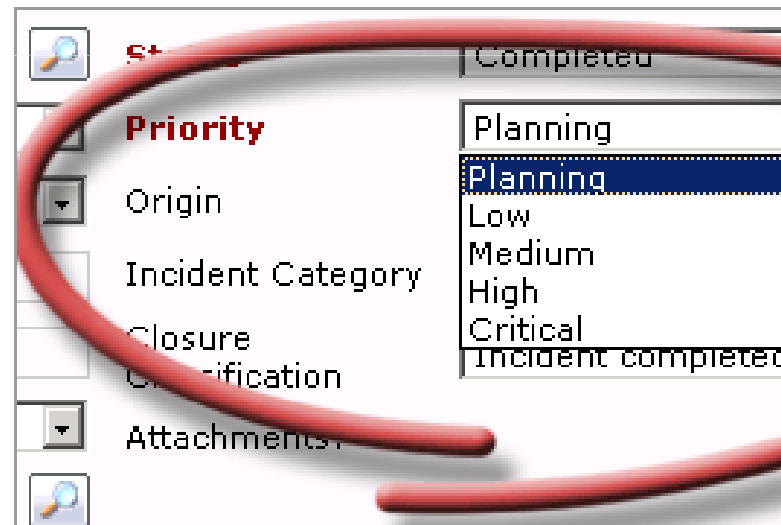 Completed
Priority
Planning
Planning
Origin
Low
Medium
Incident Category
High
Closure
Critical
Incident completed
Attachments?